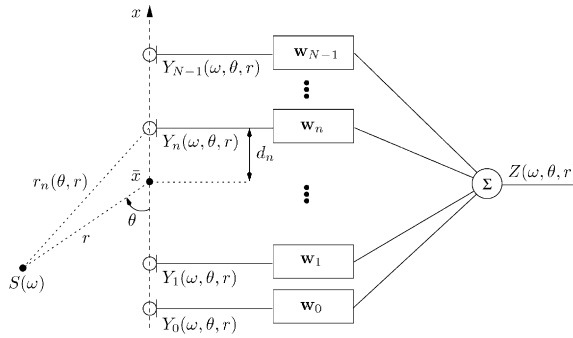 x
Y_{N-1}(ω, θ, r)
w_{N-1}
Y_n(ω, θ, r)
w_n
d_n
r_n(θ, r)
x̄
Σ
Z(ω, θ, r
θ
r
S(ω)
Y_1(ω, θ, r)
w_1
Y_0(ω, θ, r)
w_0